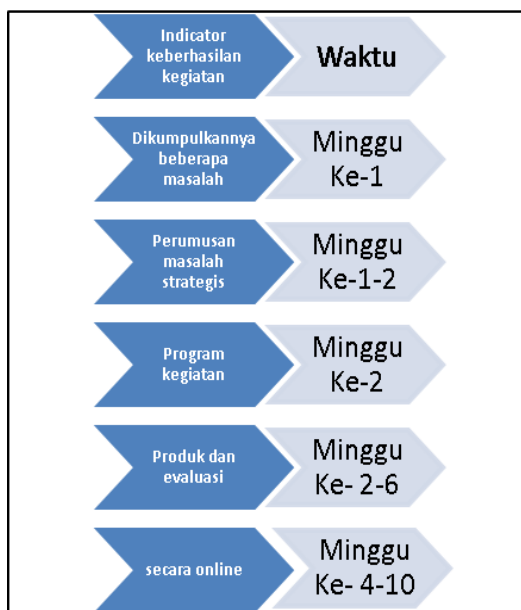 Indicator
keberhasilan
kegiatan
Waktu
Dikumpulkannya
beberapa
masalah
Minggu
Ke-1
Perumusan
masalah
strategis
Minggu
Ke-1-2
Program
kegiatan
Minggu
Ke-2
Produk dan
evaluasi
Minggu
Ke- 2-6
secara online
Minggu
Ke- 4-10